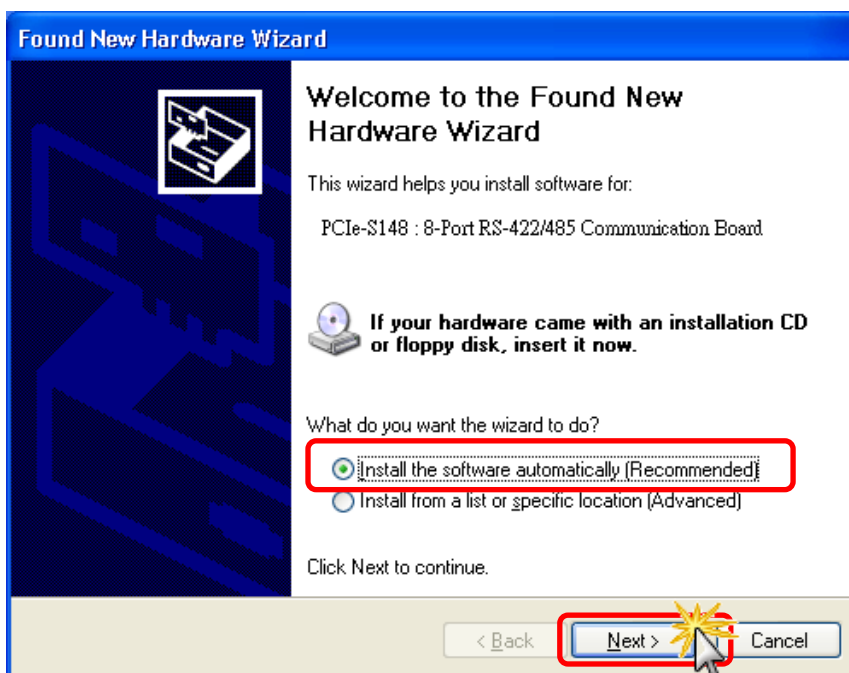 Found New Hardware Wizard
Welcome to the Found New
Hardware Wizard
This wizard helps you install software for:
PCIe-S148 : 8-Port RS-422/485 Communication Board
If your hardware came with an installation CD
or floppy disk, insert it now.
What do you want the wizard to do?
Install the software automatically (Recommended)
Install from a list or specific location (Advanced)
Click Next to continue.
< Back Next > Cancel